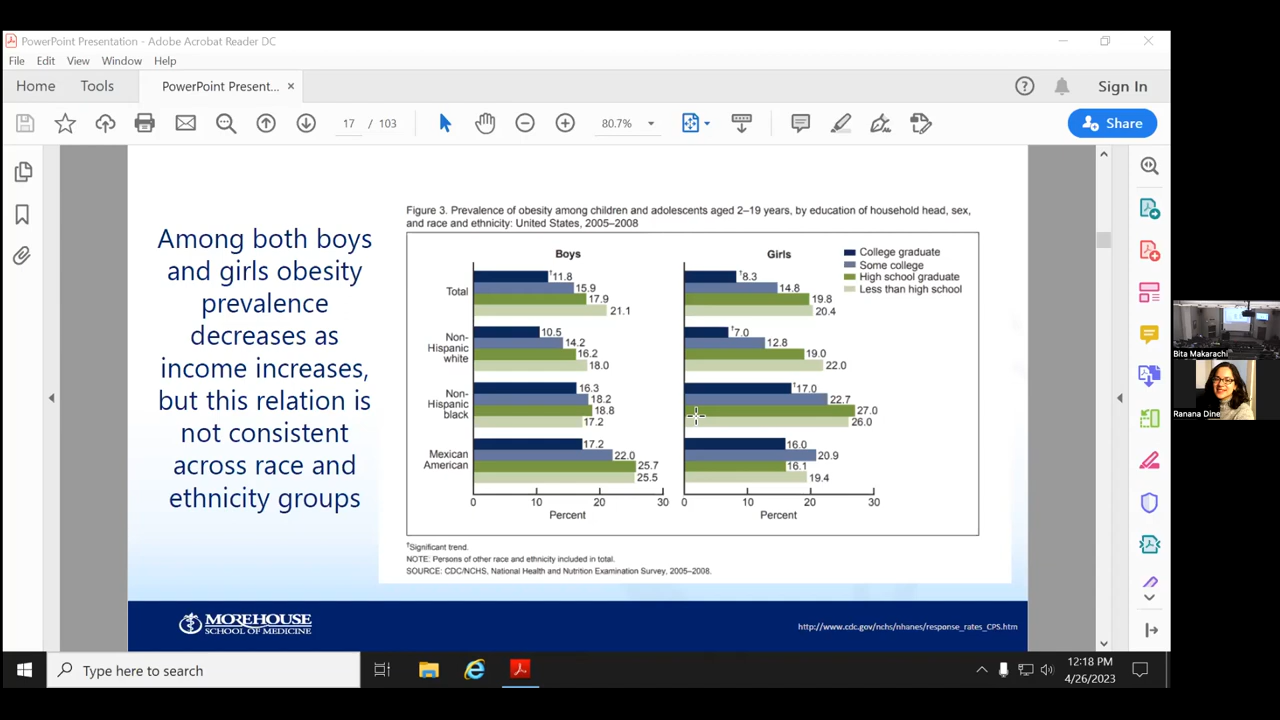 PowerPoint Presentation - Adobe Acrobat Reader DC
File Edit View Window Help
Home Tools PowerPoint Present... × Sign In
17 / 103 80.7% Share
Among both boys
and girls obesity
prevalence
decreases as
income increases,
but this relation is
not consistent
across race and
ethnicity groups
Figure 3. Prevalence of obesity among children and adolescents aged 2–19 years, by education of household head, sex,
and race and ethnicity: United States, 2005–2008
Boys
Total
†11.8
15.9
17.9
21.1
Non-
Hispanic
white
10.5
14.2
16.2
18.0
Non-
Hispanic
black
16.3
18.2
18.8
17.2
Mexican
American
17.2
22.0
25.7
25.5
0 10 20 30
Percent
Girls
†8.3
14.8
19.8
20.4
†7.0
12.8
19.0
22.0
†17.0
22.7
27.0
26.0
16.0
20.9
16.1
19.4
0 10 20 30
Percent
College graduate
Some college
High school graduate
Less than high school
†Significant trend.
NOTE: Persons of other race and ethnicity included in total.
SOURCE: CDC/NCHS, National Health and Nutrition Examination Survey, 2005–2008.
MOREHOUSE
SCHOOL OF MEDICINE
http://www.cdc.gov/nchs/nhanes/response_rates_CPS.htm
Bita Makarachi
Ranana Dine
Type here to search
12:18 PM
4/26/2023